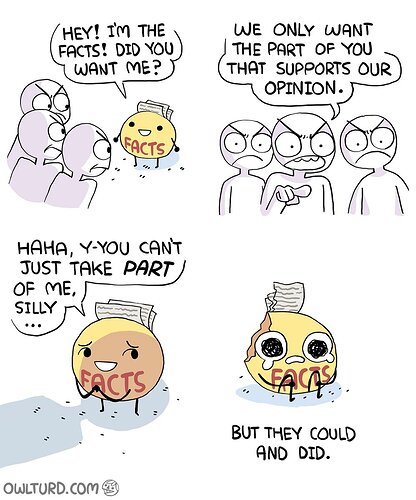 HEY! I'M THE
FACTS! DID YOU
WANT ME?
FACTS
WE ONLY WANT
THE PART OF YOU
THAT SUPPORTS OUR
OPINION.
HAHA, Y-YOU CAN'T
JUST TAKE PART
OF ME,
SILLY
...
FACTS
FACTS
BUT THEY COULD
AND DID.
OWLTURD.COM